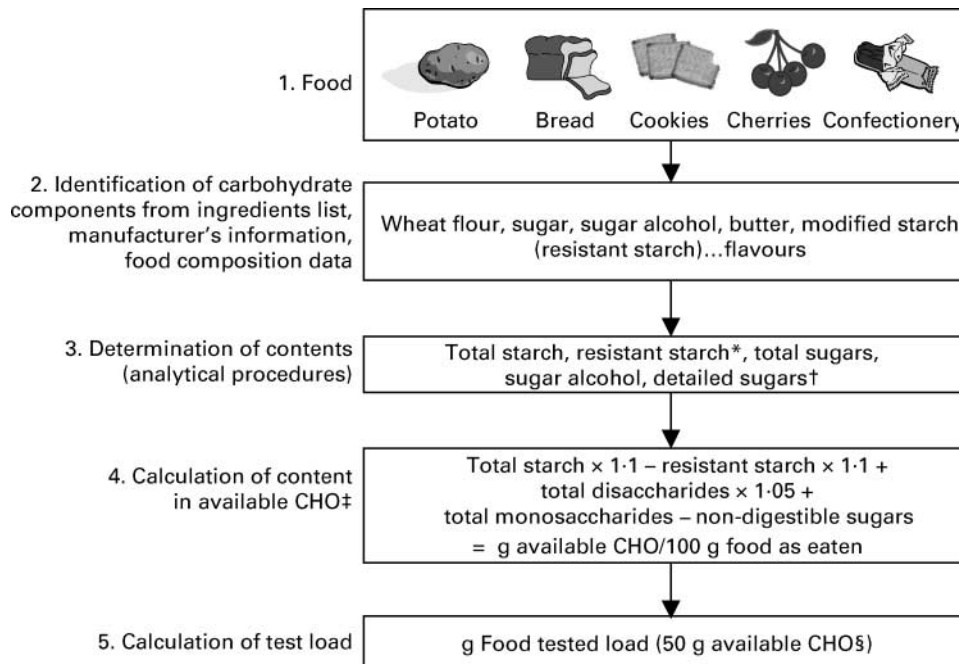 1. Food
Potato Bread Cookies Cherries Confectionery
2. Identification of carbohydrate
components from ingredients list,
manufacturer's information,
food composition data
Wheat flour, sugar, sugar alcohol, butter, modified starch
(resistant starch)...flavours
3. Determination of contents
(analytical procedures)
Total starch, resistant starch*, total sugars,
sugar alcohol, detailed sugars†
4. Calculation of content
in available CHO‡
Total starch × 1·1 – resistant starch × 1·1 +
total disaccharides × 1·05 +
total monosaccharides – non-digestible sugars
= g available CHO/100 g food as eaten
5. Calculation of test load
g Food tested load (50 g available CHO§)